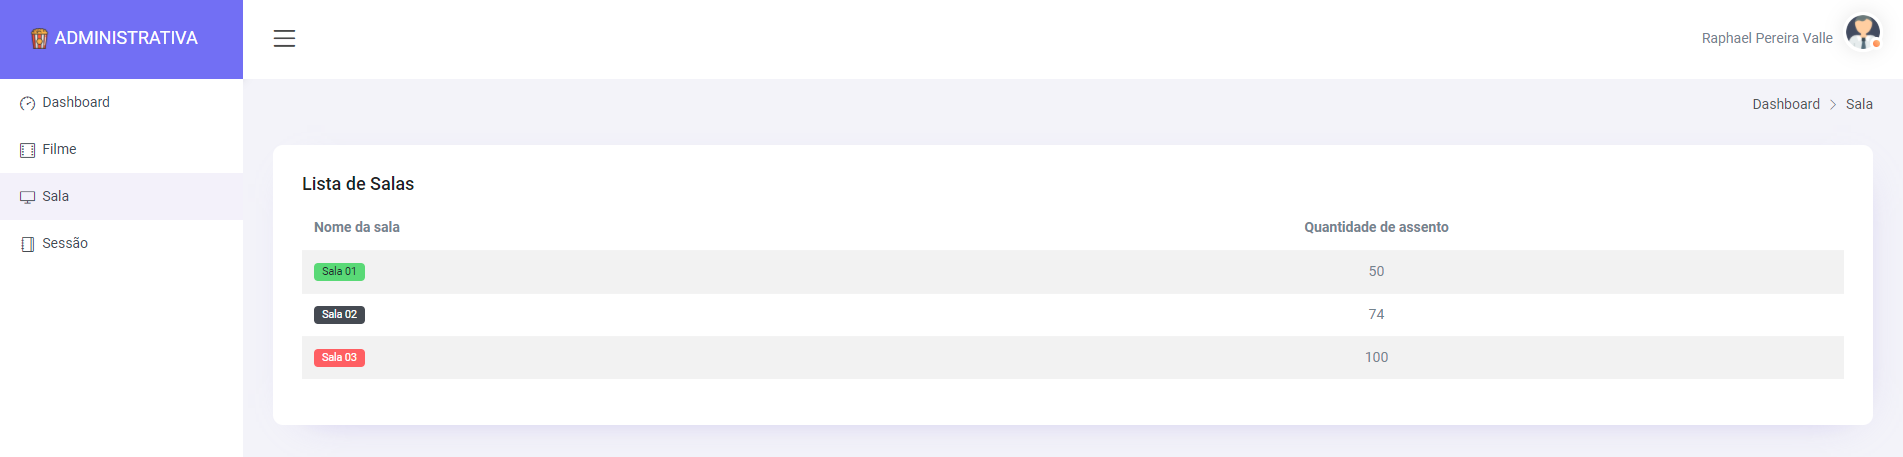 ADMINISTRATIVA
Raphael Pereira Valle
Dashboard
Filme
Sala
Sessão
Dashboard > Sala
Lista de Salas
Nome da sala Quantidade de assento
Sala 01 50
Sala 02 74
Sala 03 100